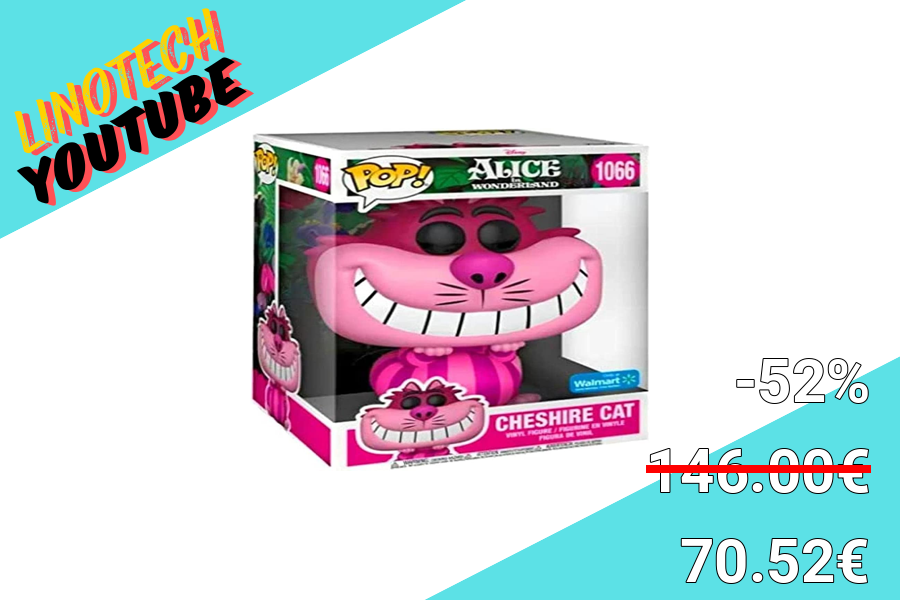 LINOTECH
YOUTUBE
POP!
1066
POP!
Disney
ALICE
in
WONDERLAND
1066
Walmart
CHESHIRE CAT
VINYL FIGURE / FIGURINE EN VINYLE
FIGURA DE VINIL
-52%
146.00€
70.52€